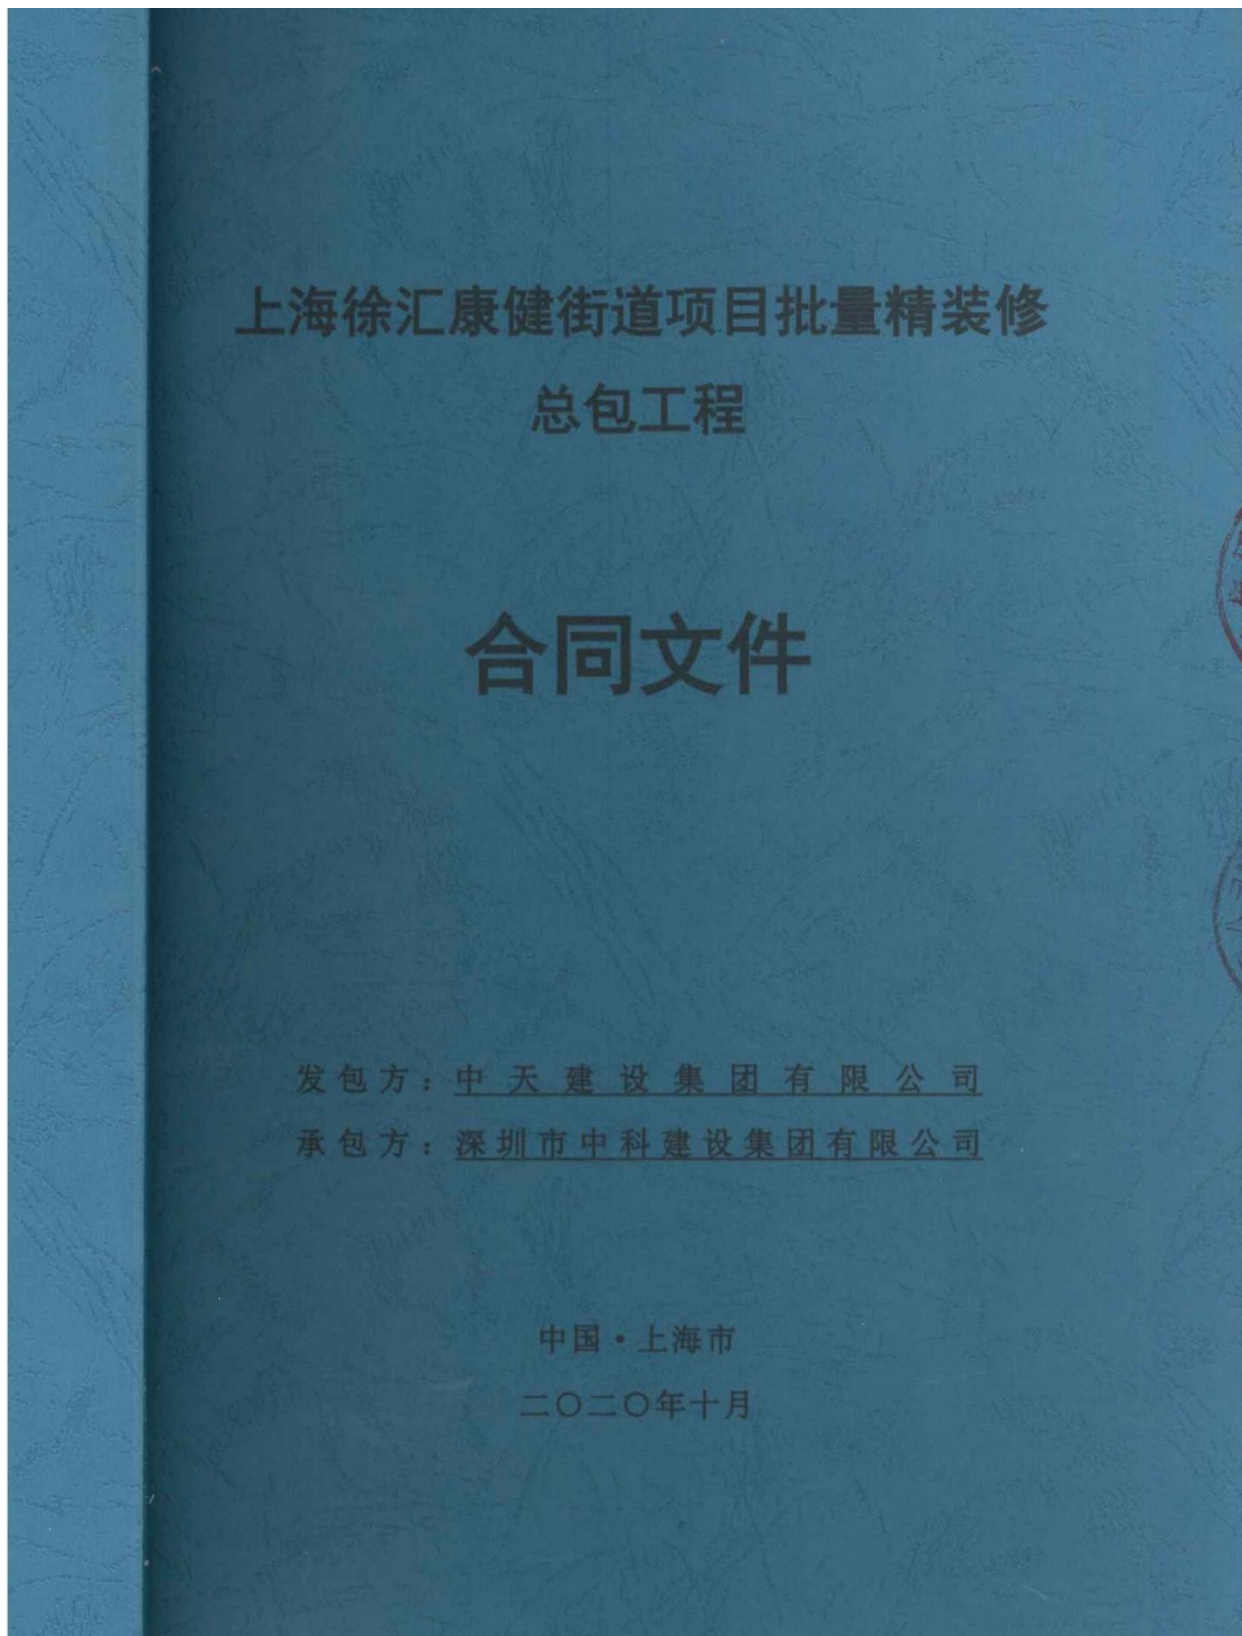 上海徐汇康健街道项目批量精装修
总包工程
合同文件
发包方：中天建设集团有限公司
承包方：深圳市中科建设集团有限公司
中国·上海市
二〇二〇年十月